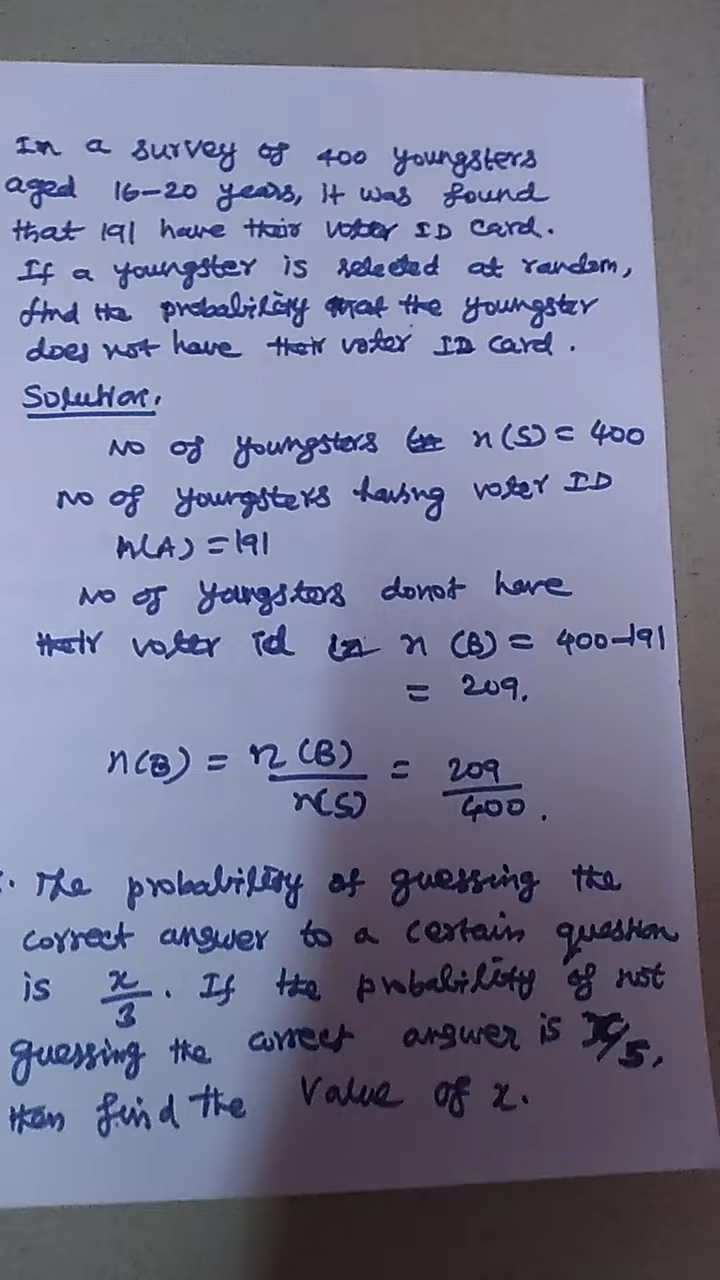 In a survey of 400 youngsters
aged 16-20 years, it was found
that 191 have their voter ID card.
If a youngster is selected at random,
find the probability that the youngster
does not have their voter ID card.
Solution.
No of youngsters n(S) = 400
No of youngsters having voter ID
n(A) = 191
No of youngsters donot have
their voter id n (B) = 400-191
= 209.
n(B) = n(B)/n(S) = 209/400.
. The probability of guessing the
correct answer to a certain question
is x/3. If the probability of not
guessing the correct answer is x/5,
then find the value of x.